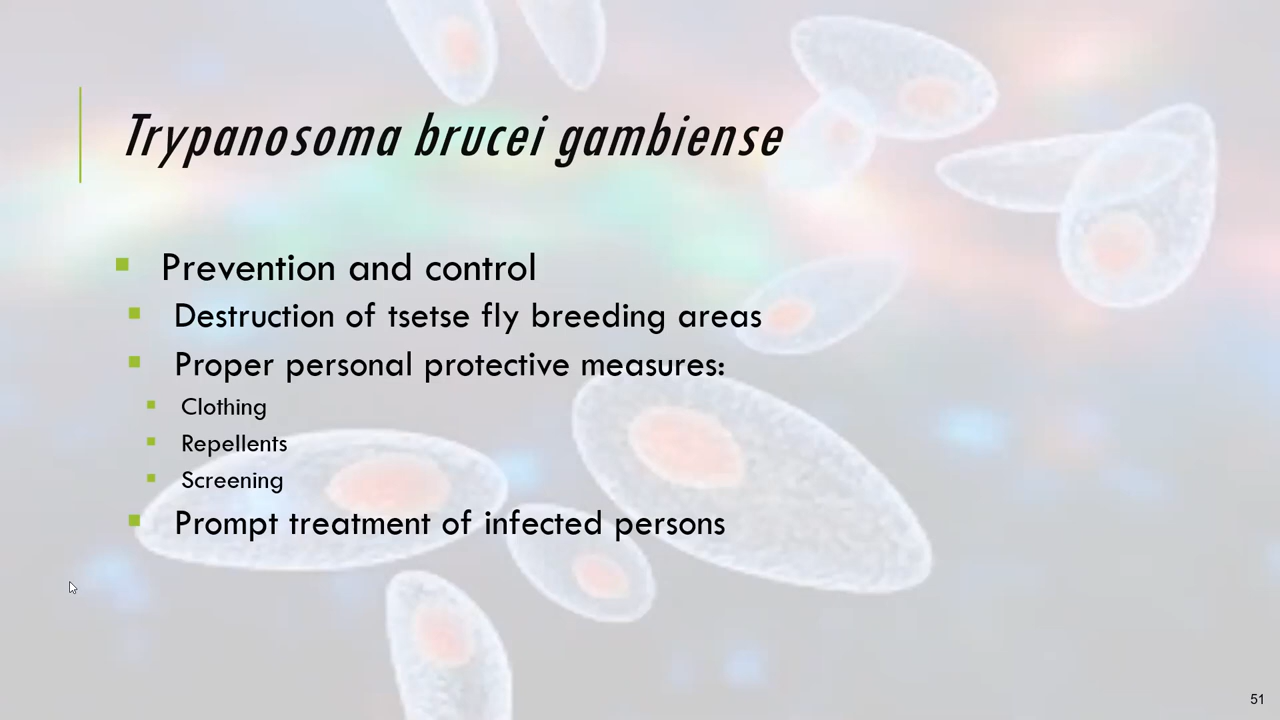 Trypanosoma brucei gambiense
Prevention and control
Destruction of tsetse fly breeding areas
Proper personal protective measures:
Clothing
Repellents
Screening
Prompt treatment of infected persons
51